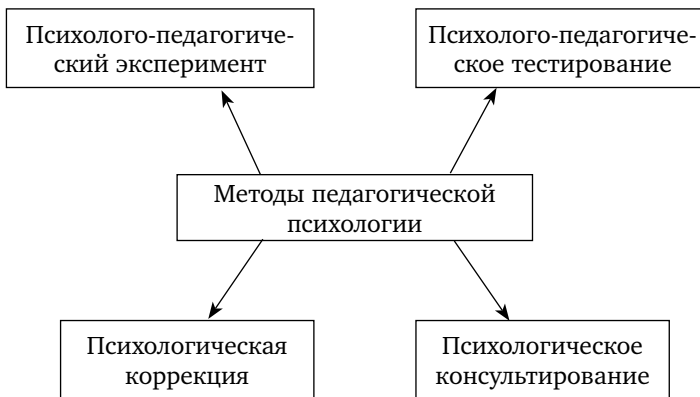 Психолого-педагогиче-
ский эксперимент
Психолого-педагогиче-
ское тестирование
Методы педагогической
психологии
Психологическая
коррекция
Психологическое
консультирование